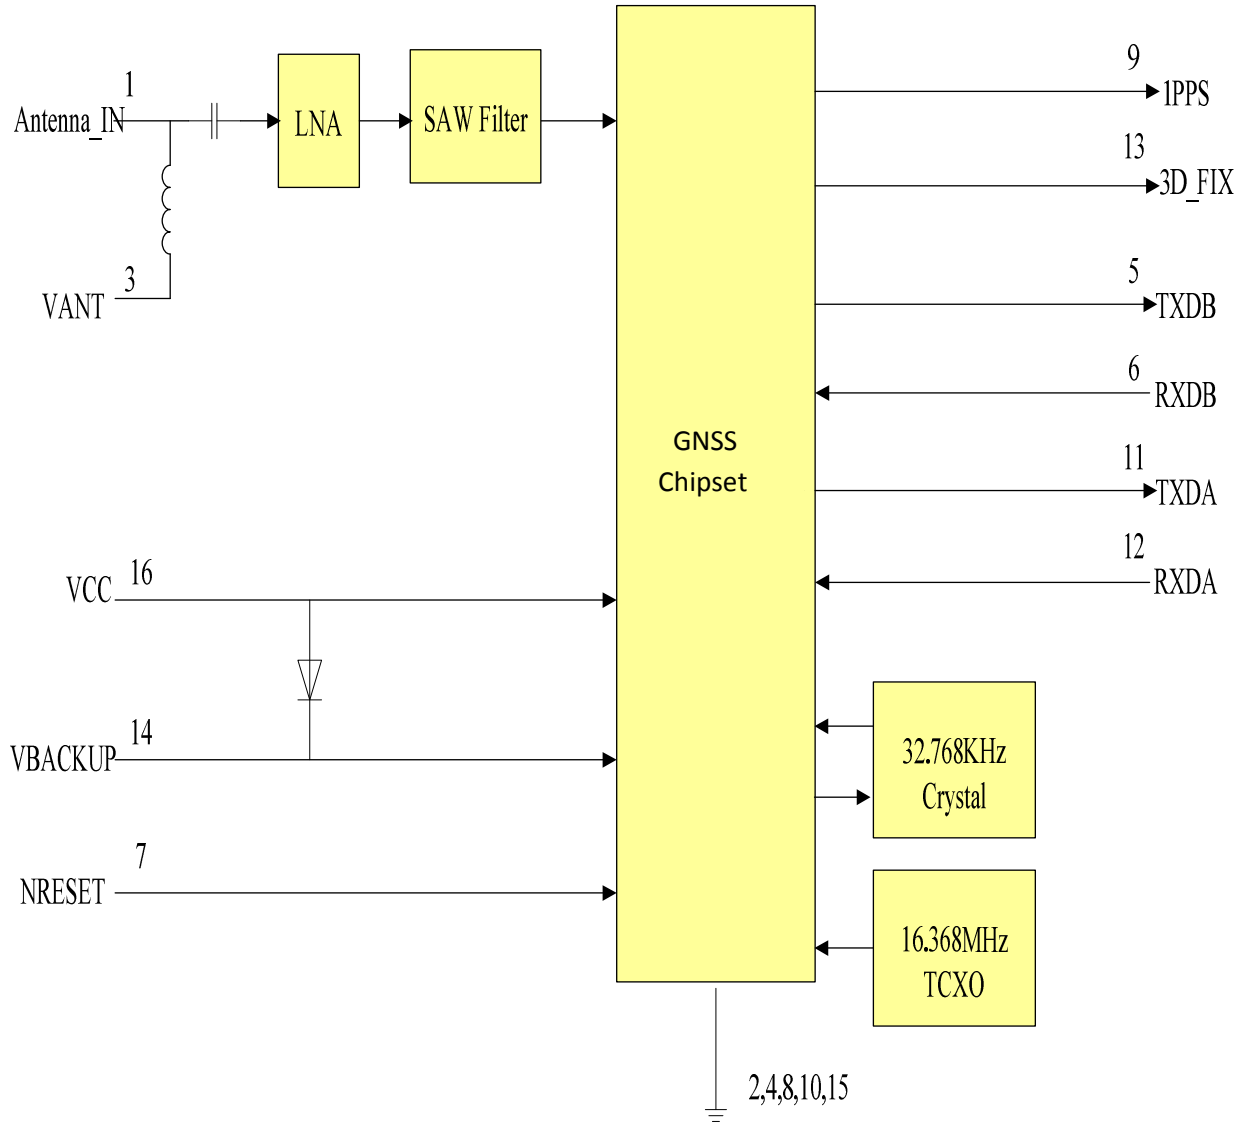 1
Antenna_IN
LNA
SAW Filter
3
VANT
16
VCC
14
VBACKUP
7
NRESET
GNSS
Chipset
9
1PPS
13
3D_FIX
5
TXDB
6
RXDB
11
TXDA
12
RXDA
32.768KHz
Crystal
16.368MHz
TCXO
2,4,8,10,15